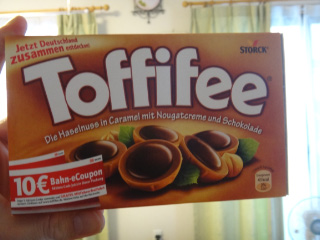 Jetzt Deutschland
zusammen entdecken
STORCK
Toffifee
Die Haselnuss in Caramel mit Nougatcreme und Schokolade
10€ Bahn-eCoupon